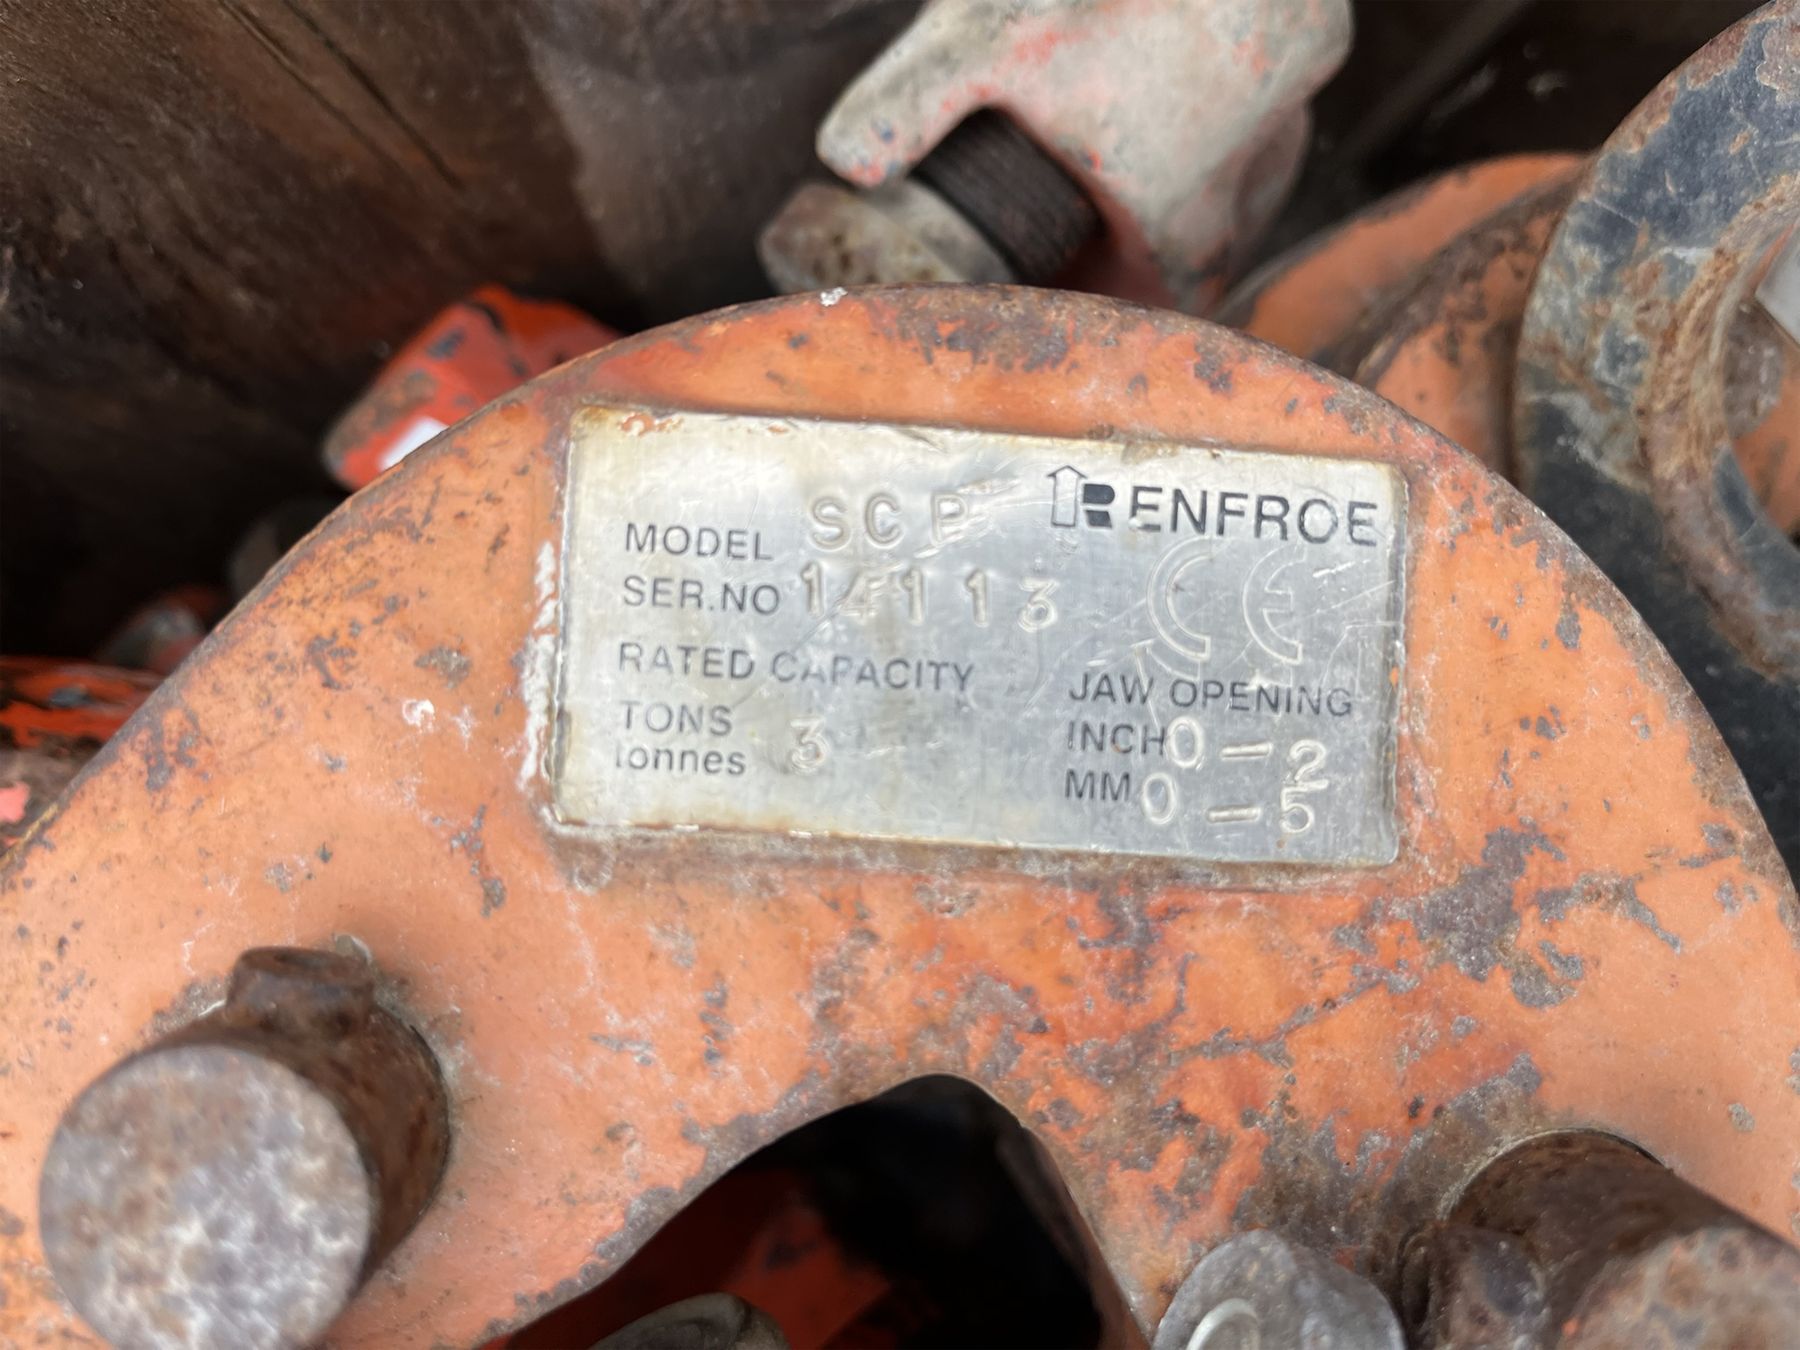 RENFROE
MODEL SCP
SER.NO 14113
CE
RATED CAPACITY
TONS
tonnes 3
JAW OPENING
INCH 0-2
MM 0-5